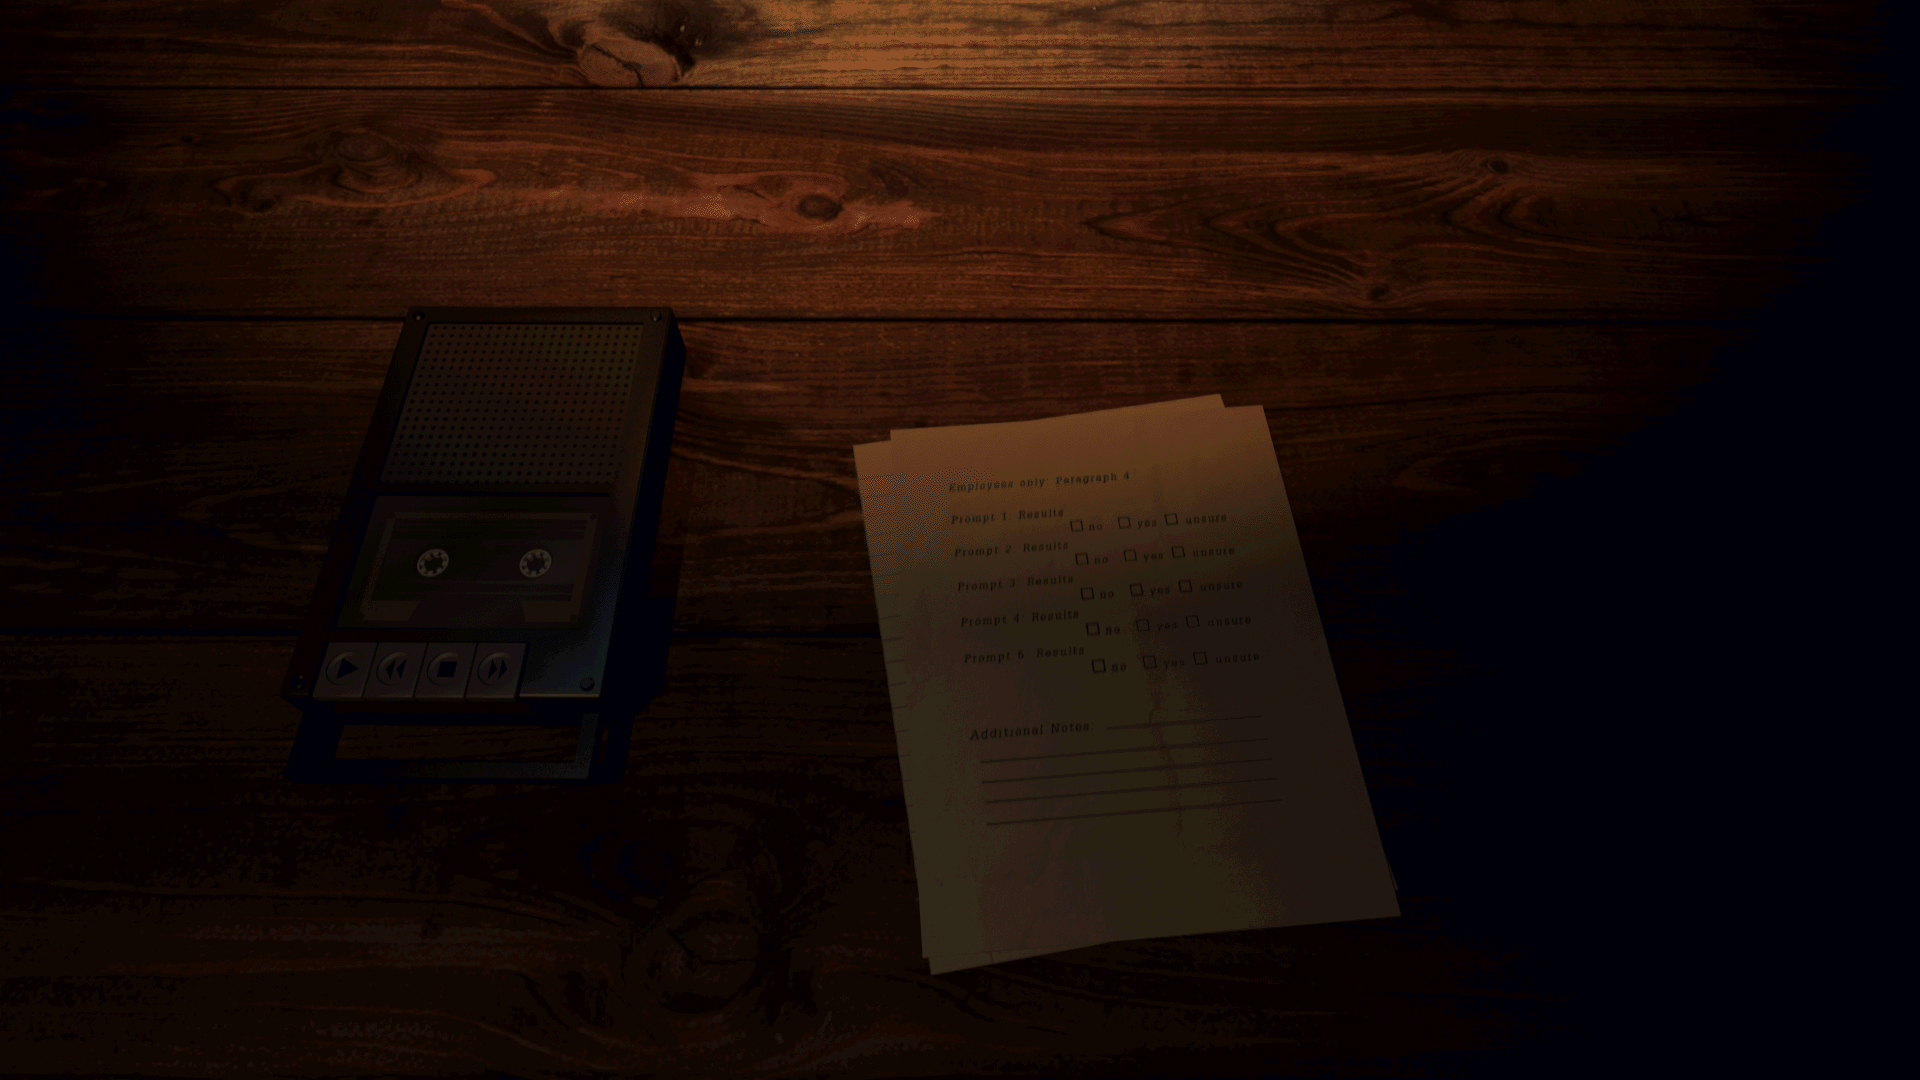 Employees only: Paragraph 4
Prompt 1: Results
no yes unsure
Prompt 2: Results
no yes unsure
Prompt 3: Results
no yes unsure
Prompt 4: Results
no yes unsure
Prompt 6: Results
no yes unsure
Additional Notes: